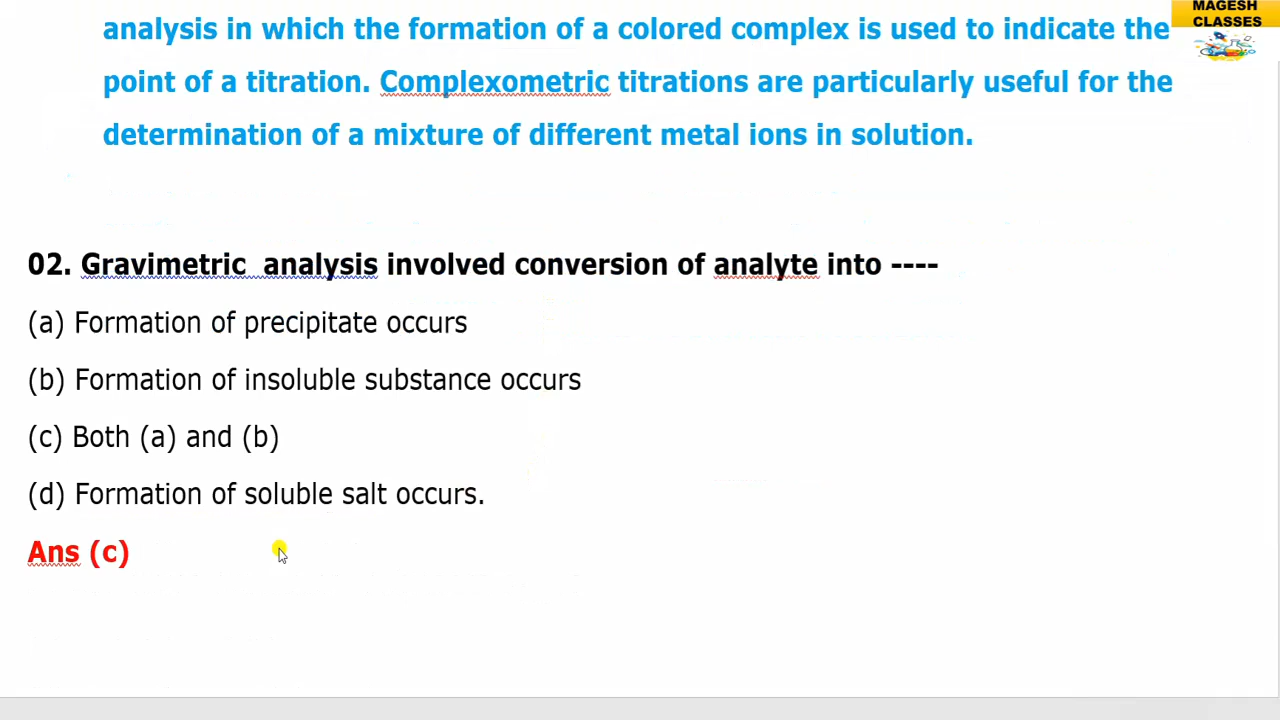 MAGESH
CLASSES
analysis in which the formation of a colored complex is used to indicate the
point of a titration. Complexometric titrations are particularly useful for the
determination of a mixture of different metal ions in solution.
02. Gravimetric  analysis involved conversion of analyte into ----
(a) Formation of precipitate occurs
(b) Formation of insoluble substance occurs
(c) Both (a) and (b)
(d) Formation of soluble salt occurs.
Ans (c)